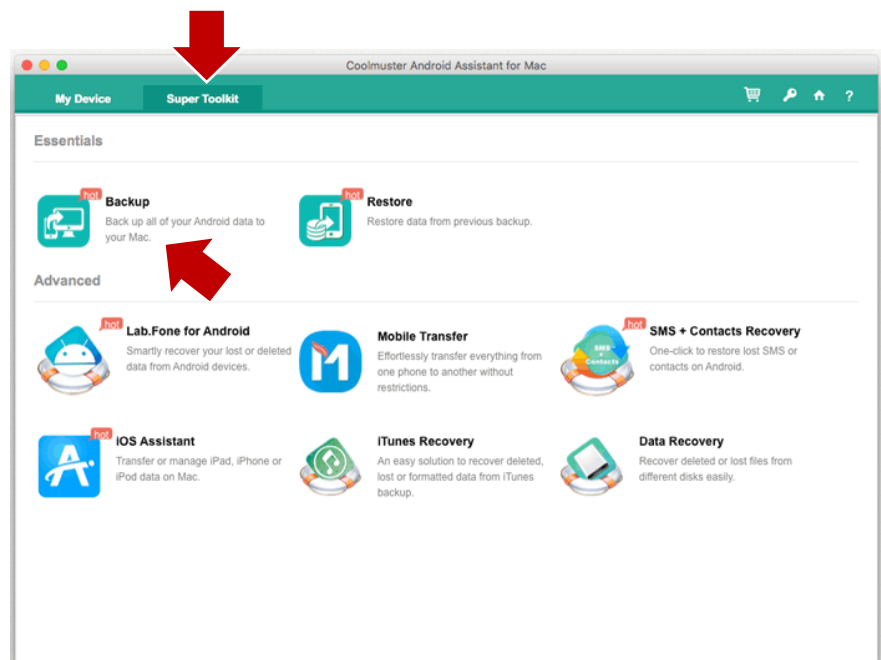 Coolmuster Android Assistant for Mac
My Device
Super Toolkit
?
Essentials
hot
Backup
Back up all of your Android data to
your Mac.
hot
Restore
Restore data from previous backup.
Advanced
hot
Lab.Fone for Android
Smartly recover your lost or deleted
data from Android devices.
M
Mobile Transfer
Effortlessly transfer everything from
one phone to another without
restrictions.
hot
SMS
+
Contacts
SMS + Contacts Recovery
One-click to restore lost SMS or
contacts on Android.
hot
iOS Assistant
Transfer or manage iPad, iPhone or
iPod data on Mac.
iTunes Recovery
An easy solution to recover deleted,
lost or formatted data from iTunes
backup.
Data Recovery
Recover deleted or lost files from
different disks easily.